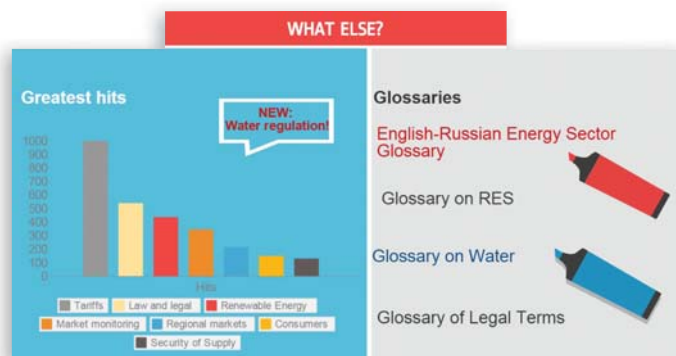 WHAT ELSE?
Greatest hits
NEW:
Water regulation!
1000
900
800
700
600
500
400
300
200
100
0
Hits
Tariffs
Law and legal
Renewable Energy
Market monitoring
Regional markets
Consumers
Security of Supply
Glossaries
English-Russian Energy Sector
Glossary
Glossary on RES
Glossary on Water
Glossary of Legal Terms